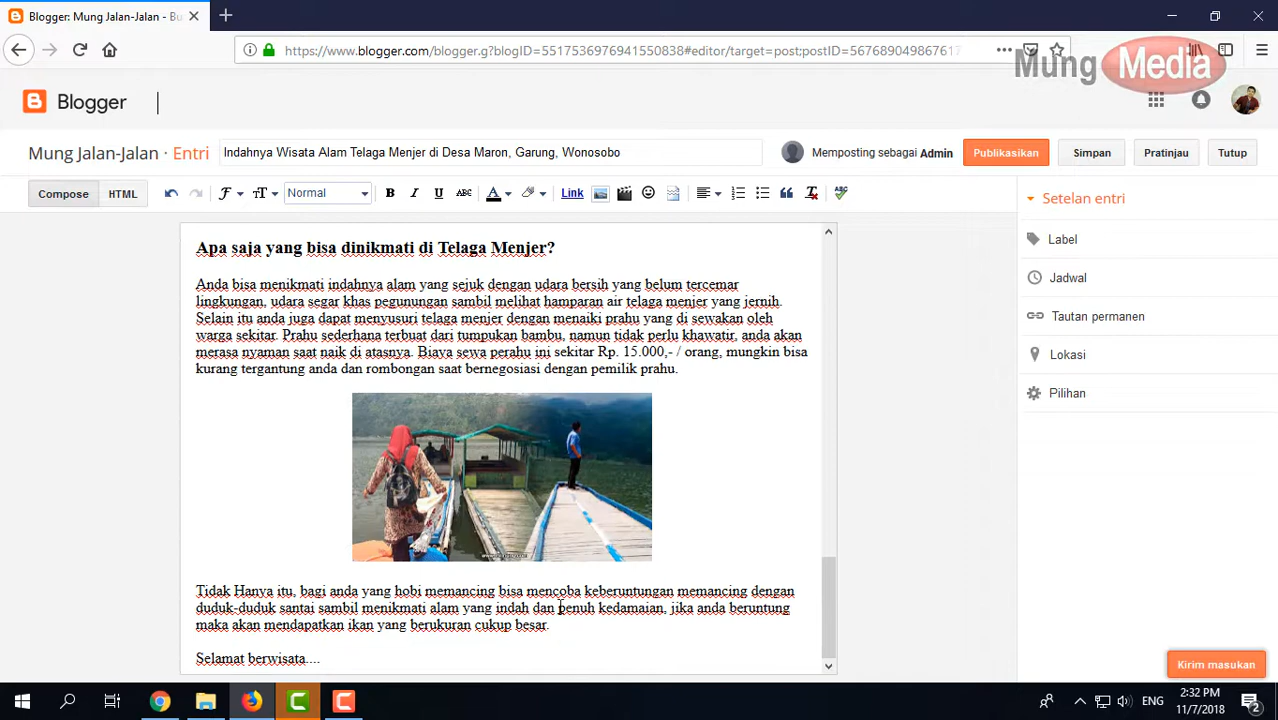 Blogger: Mung Jalan-Jalan - Bu
https://www.blogger.com/blogger.g?blogID=5517536976941550838#editor/target=post;postID=567689049867617
Mung Media
Blogger
Mung Jalan-Jalan · Entri
Indahnya Wisata Alam Telaga Menjer di Desa Maron, Garung, Wonosobo
Memposting sebagai Admin
Publikasikan
Simpan
Pratinjau
Tutup
Compose
HTML
Normal
B I U ABC
A
Link
ABC
Setelan entri
Label
Jadwal
Tautan permanen
Lokasi
Pilihan
Apa saja yang bisa dinikmati di Telaga Menjer?
Anda bisa menikmati indahnya alam yang sejuk dengan udara bersih yang belum tercemar
lingkungan, udara segar khas pegunungan sambil melihat hamparan air telaga menjer yang jernih.
Selain itu anda juga dapat menyusuri telaga menjer dengan menaiki prahu yang di sewakan oleh
warga sekitar. Prahu sederhana terbuat dari tumpukan bambu, namun tidak perlu khawatir, anda akan
merasa nyaman saat naik di atasnya. Biaya sewa perahu ini sekitar Rp. 15.000,- / orang, mungkin bisa
kurang tergantung anda dan rombongan saat bernegosiasi dengan pemilik prahu.
Tidak Hanya itu, bagi anda yang hobi memancing bisa mencoba keberuntungan memancing dengan
duduk-duduk santai sambil menikmati alam yang indah dan penuh kedamaian, jika anda beruntung
maka akan mendapatkan ikan yang berukuran cukup besar.
Selamat berwisata....
Kirim masukan
ENG
2:32 PM
11/7/2018
2